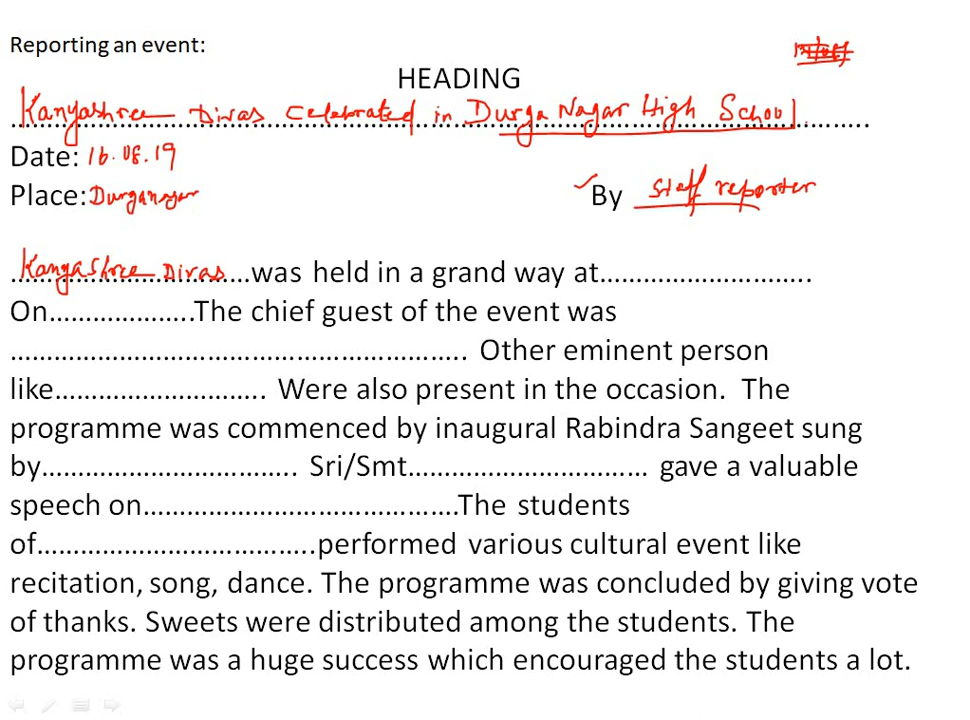 Reporting an event:
HEADING
Kanyashree Divas Celebrated in Durga Nagar High School
Date: 16.08.19
Place: Durganagar By Staff reporter
Kanyashree Divas was held in a grand way at...............................
On.....................The chief guest of the event was
.................................................................. Other eminent person
like.............................. Were also present in the occasion. The
programme was commenced by inaugural Rabindra Sangeet sung
by.................................... Sri/Smt.................................. gave a valuable
speech on.............................................The students
of........................................performed various cultural event like
recitation, song, dance. The programme was concluded by giving vote
of thanks. Sweets were distributed among the students. The
programme was a huge success which encouraged the students a lot.